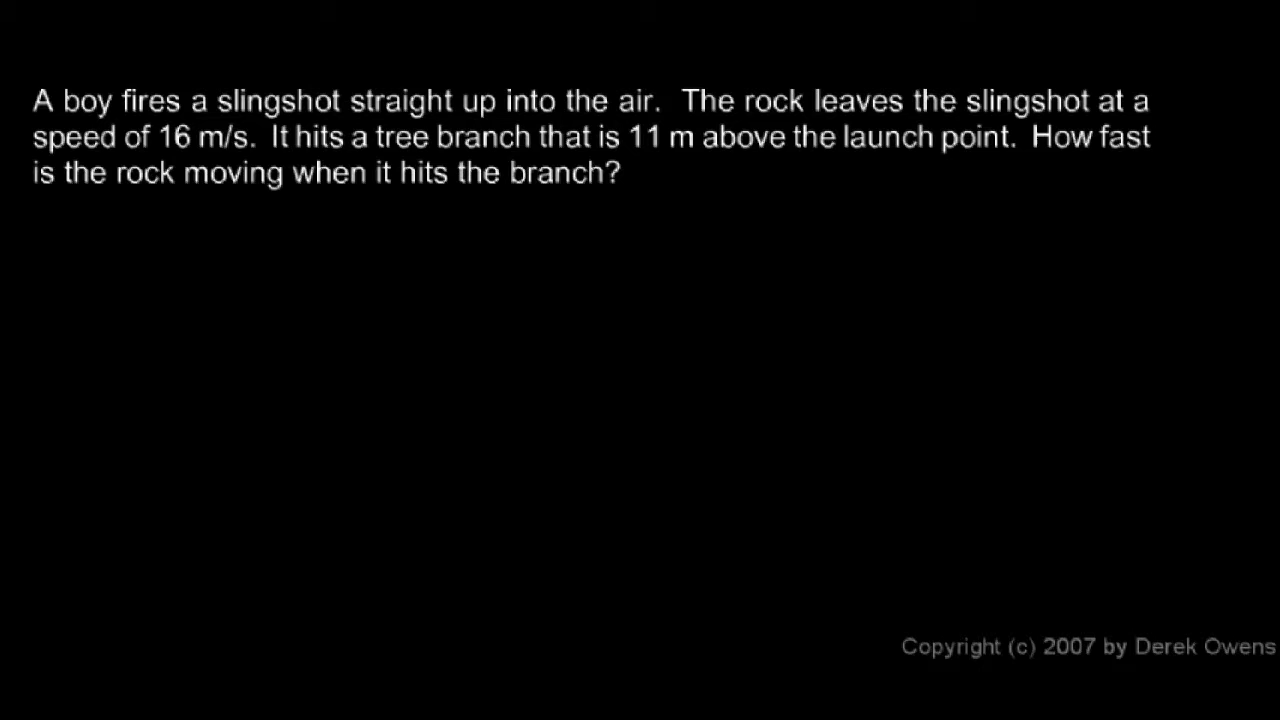 A boy fires a slingshot straight up into the air.  The rock leaves the slingshot at a
speed of 16 m/s.  It hits a tree branch that is 11 m above the launch point.  How fast
is the rock moving when it hits the branch?
Copyright (c) 2007 by Derek Owens